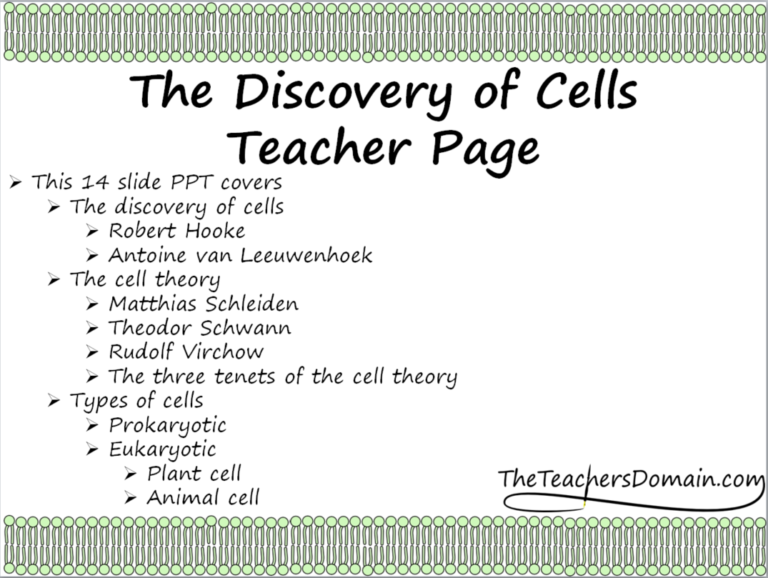 The Discovery of Cells
Teacher Page
➢ This 14 slide PPT covers
➢ The discovery of cells
➢ Robert Hooke
➢ Antoine van Leeuwenhoek
➢ The cell theory
➢ Matthias Schleiden
➢ Theodor Schwann
➢ Rudolf Virchow
➢ The three tenets of the cell theory
➢ Types of cells
➢ Prokaryotic
➢ Eukaryotic
➢ Plant cell
➢ Animal cell
TheTeachersDomain.com